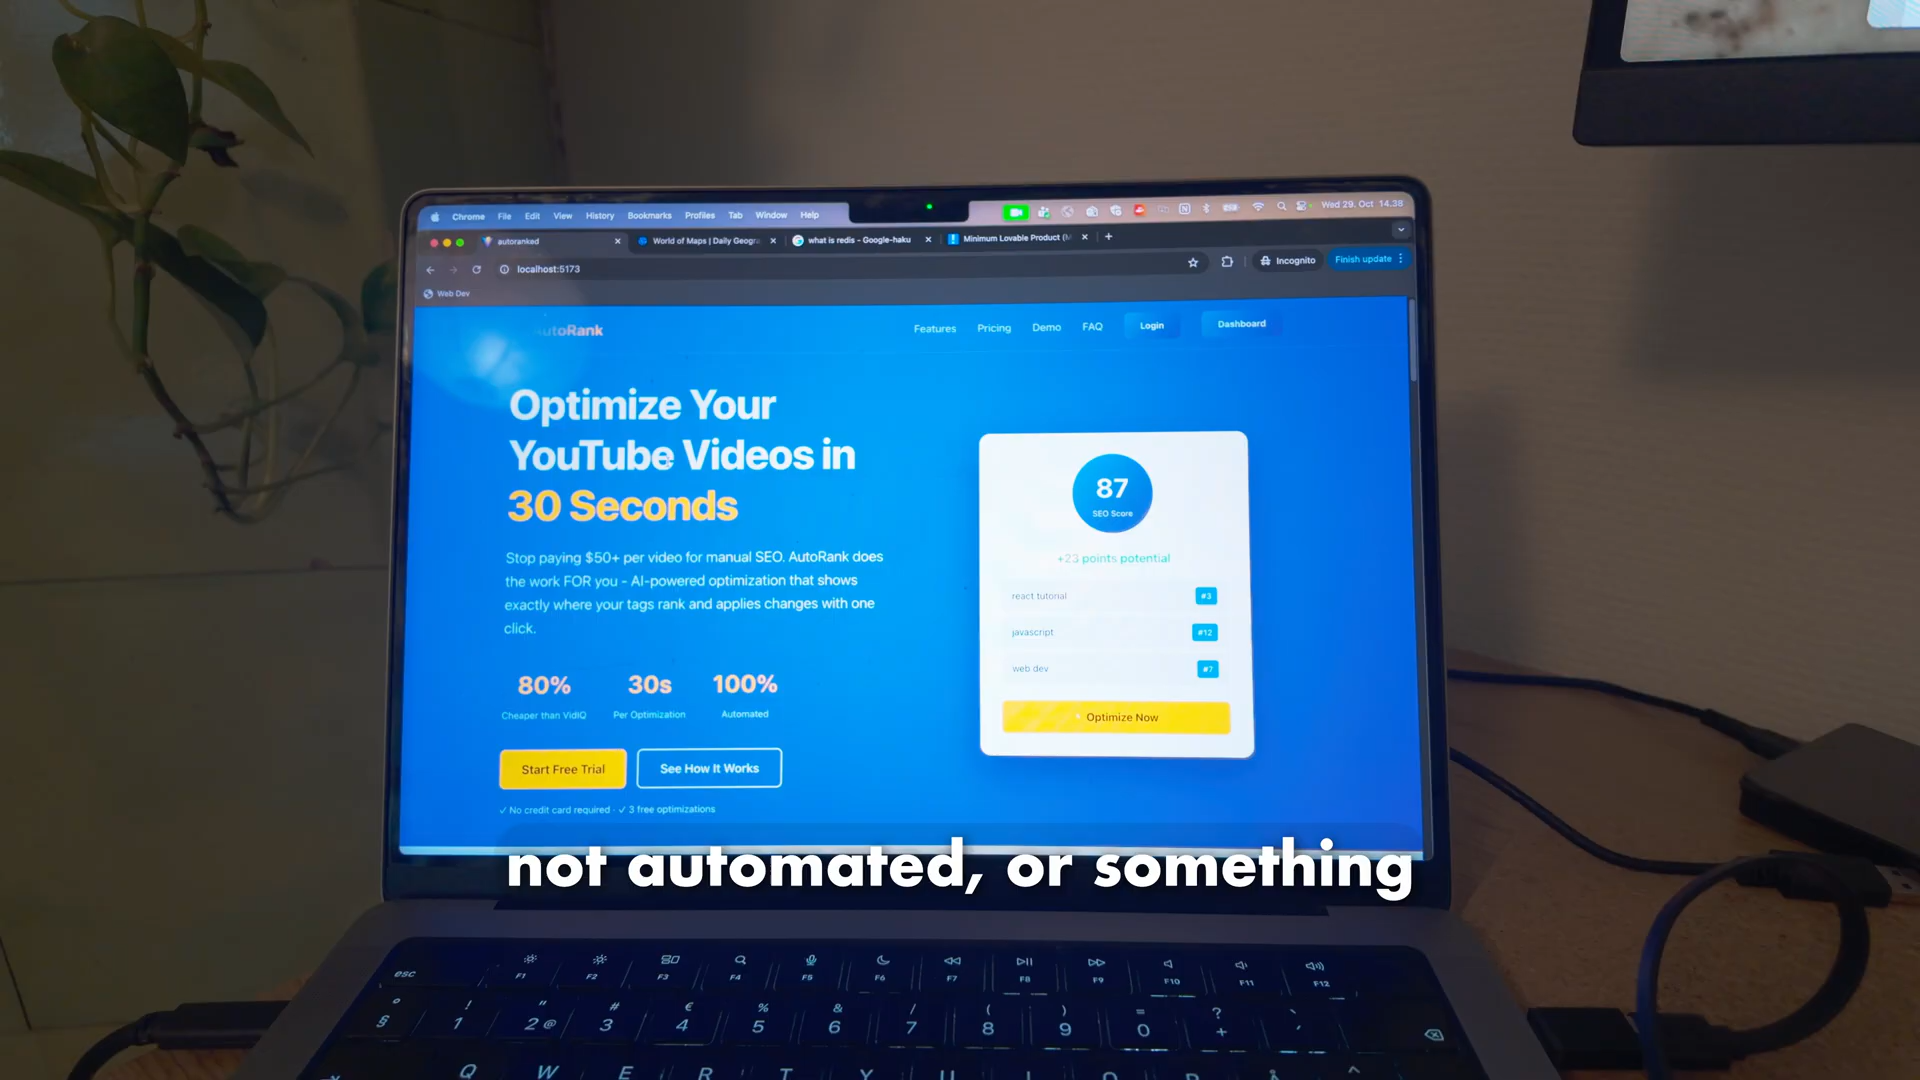 Chrome File Edit View History Bookmarks Profiles Tab Window Help
Wed 29. Oct 14.38
autoranked
World of Maps | Daily Geogra
what is redis - Google-haku
Minimum Lovable Product (M
localhost:5173
Incognito
Finish update
Web Dev
AutoRank
Features Pricing Demo FAQ Login Dashboard
Optimize Your
YouTube Videos in
30 Seconds
Stop paying $50+ per video for manual SEO. AutoRank does
the work FOR you - AI-powered optimization that shows
exactly where your tags rank and applies changes with one
click.
80% 30s 100%
Cheaper than VidIQ Per Optimization Automated
Start Free Trial See How It Works
✓ No credit card required · ✓ 3 free optimizations
87
SEO Score
+23 points potential
react tutorial #3
javascript #12
web dev #7
Optimize Now
not automated, or something
esc F1 F2 F3 F4 F5 F6 F7 F8 F9 F10 F11 F12
° ! " # € % & / ( ) = ? `
§ 1 2 @ 3 4 5 6 7 8 9 0 + ´
Q W E R T Y U I O P Å ^